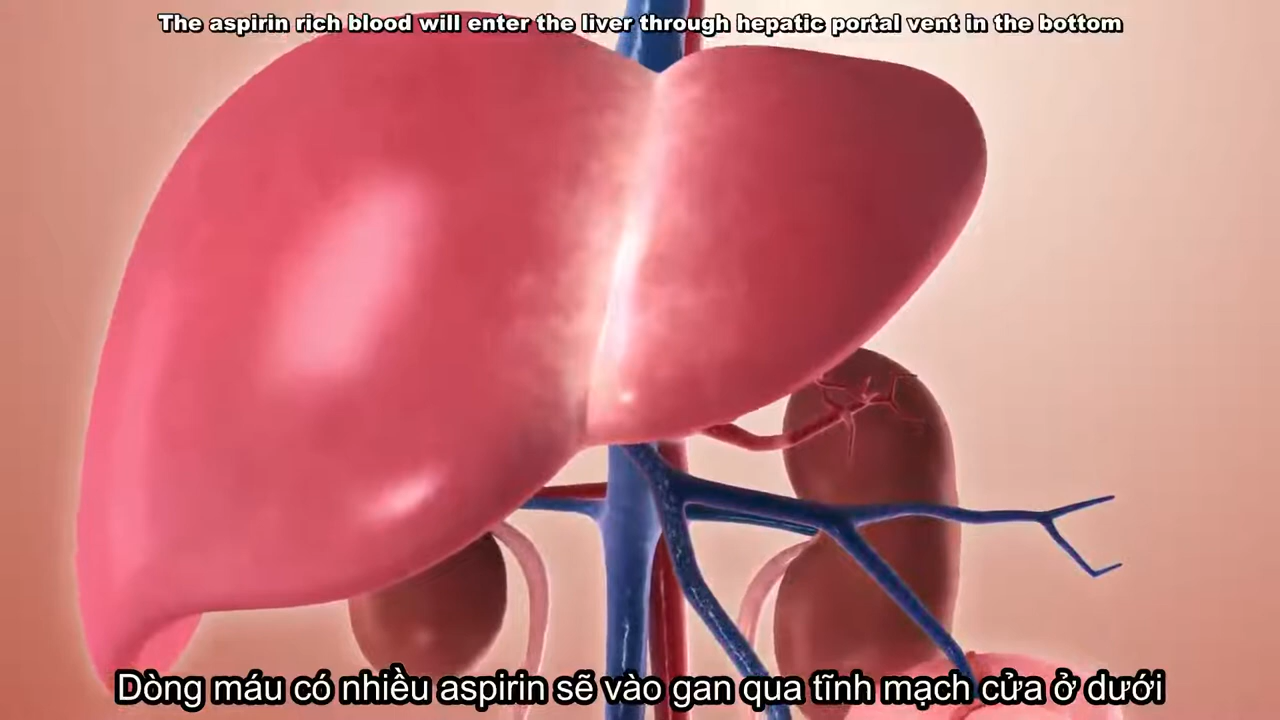 The aspirin rich blood will enter the liver through hepatic portal vent in the bottom
Dòng máu có nhiều aspirin sẽ vào gan qua tĩnh mạch cửa ở dưới